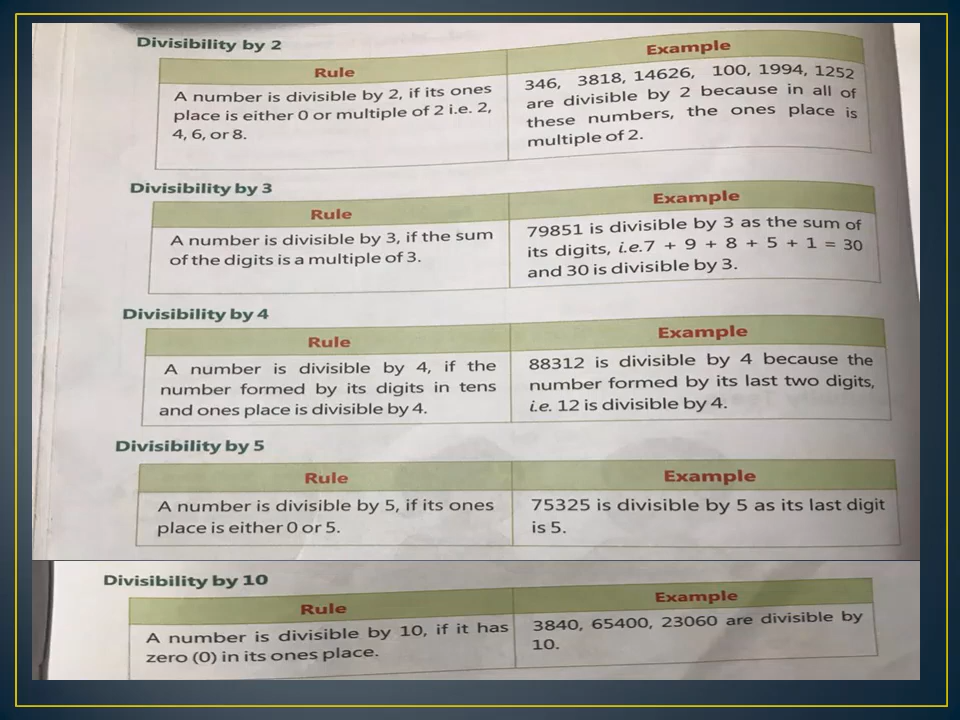 Divisibility by 2
Rule
Example
A number is divisible by 2, if its ones
place is either 0 or multiple of 2 i.e. 2,
4, 6, or 8.
346, 3818, 14626, 100, 1994, 1252
are divisible by 2 because in all of
these numbers, the ones place is
multiple of 2.
Divisibility by 3
Rule
Example
A number is divisible by 3, if the sum
of the digits is a multiple of 3.
79851 is divisible by 3 as the sum of
its digits, i.e.7 + 9 + 8 + 5 + 1 = 30
and 30 is divisible by 3.
Divisibility by 4
Rule
Example
A number is divisible by 4, if the
number formed by its digits in tens
and ones place is divisible by 4.
88312 is divisible by 4 because the
number formed by its last two digits,
i.e. 12 is divisible by 4.
Divisibility by 5
Rule
Example
A number is divisible by 5, if its ones
place is either 0 or 5.
75325 is divisible by 5 as its last digit
is 5.
Divisibility by 10
Rule
Example
A number is divisible by 10, if it has
zero (0) in its ones place.
3840, 65400, 23060 are divisible by
10.